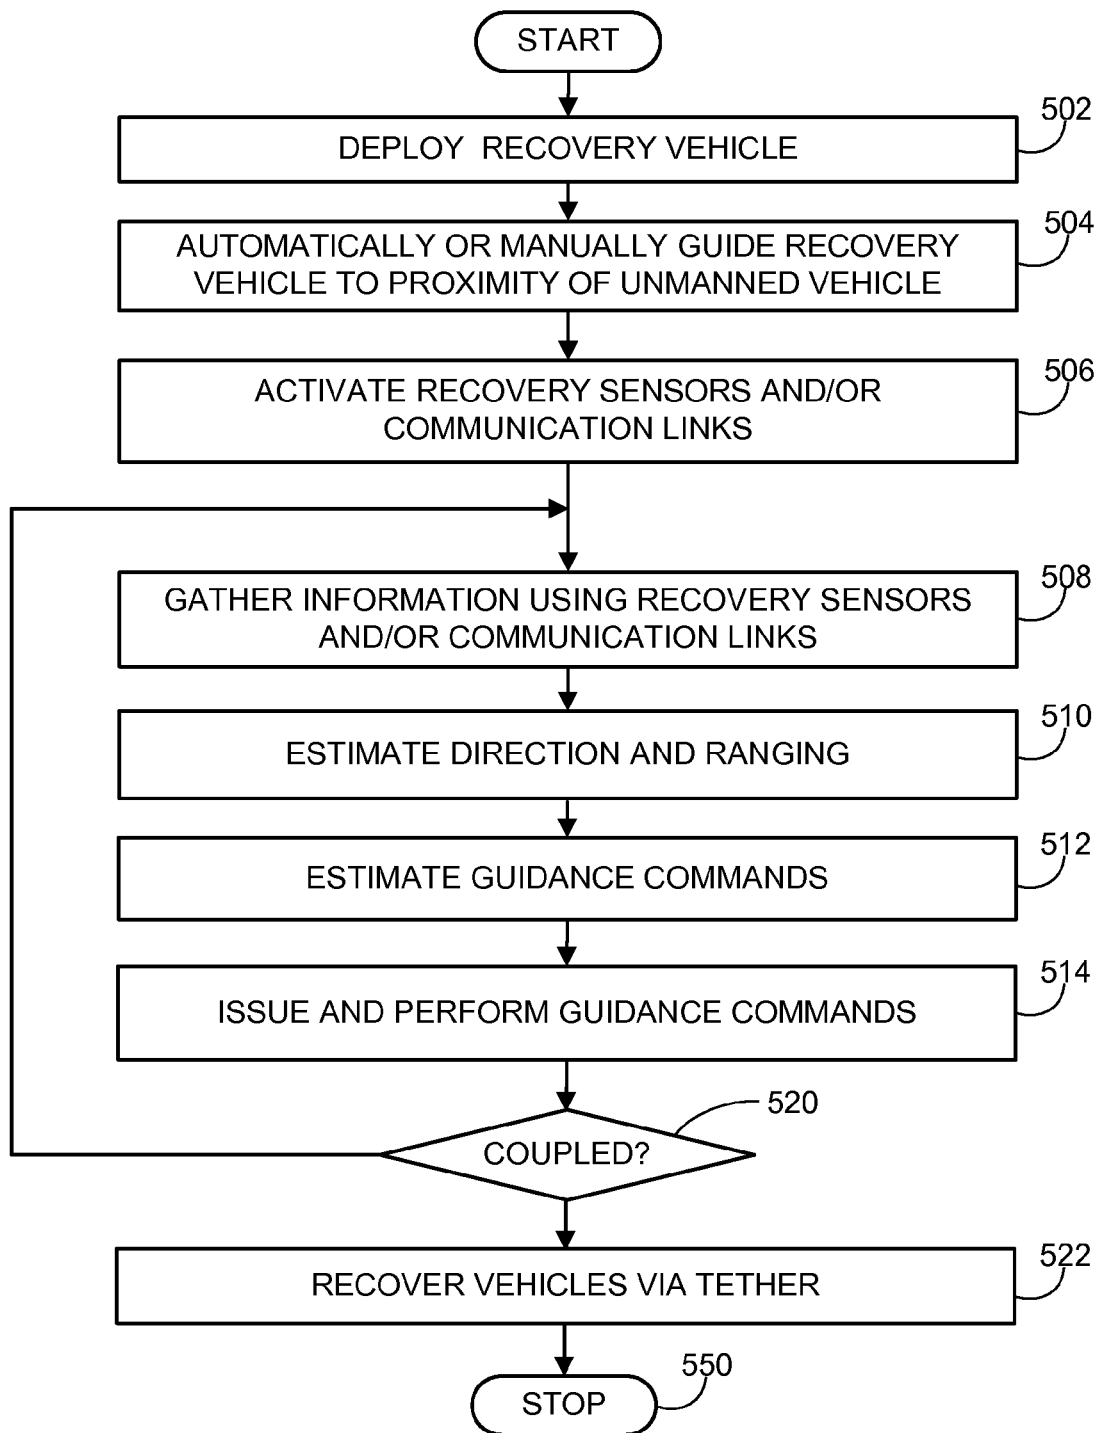 START
502
DEPLOY RECOVERY VEHICLE
504
AUTOMATICALLY OR MANUALLY GUIDE RECOVERY
VEHICLE TO PROXIMITY OF UNMANNED VEHICLE
506
ACTIVATE RECOVERY SENSORS AND/OR
COMMUNICATION LINKS
508
GATHER INFORMATION USING RECOVERY SENSORS
AND/OR COMMUNICATION LINKS
510
ESTIMATE DIRECTION AND RANGING
512
ESTIMATE GUIDANCE COMMANDS
514
ISSUE AND PERFORM GUIDANCE COMMANDS
520
COUPLED?
522
RECOVER VEHICLES VIA TETHER
550
STOP